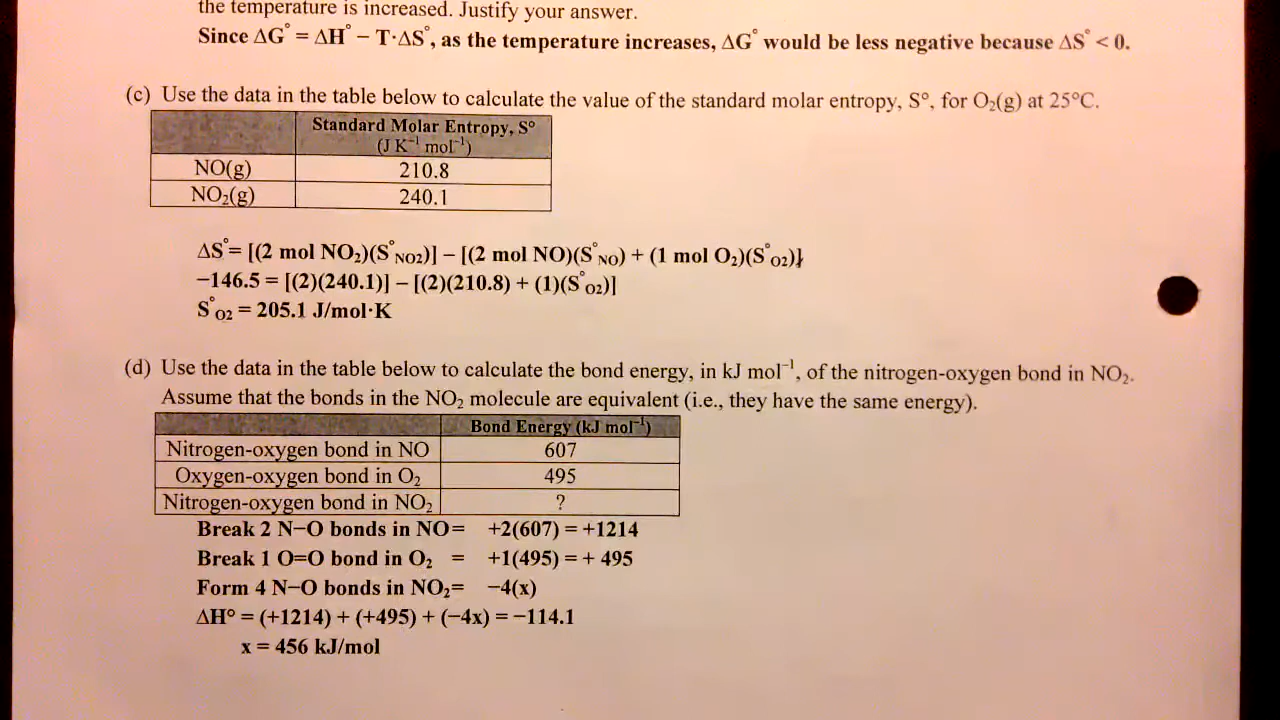 the temperature is increased. Justify your answer.
Since ΔG° = ΔH° − T·ΔS°, as the temperature increases, ΔG° would be less negative because ΔS° < 0.
(c) Use the data in the table below to calculate the value of the standard molar entropy, S°, for O₂(g) at 25°C.
Standard Molar Entropy, S°
(J K⁻¹ mol⁻¹)
NO(g) 210.8
NO₂(g) 240.1
ΔS° = [(2 mol NO₂)(S°NO2)] − [(2 mol NO)(S°NO) + (1 mol O₂)(S°O2)}
−146.5 = [(2)(240.1)] − [(2)(210.8) + (1)(S°O2)]
S°O2 = 205.1 J/mol·K
(d) Use the data in the table below to calculate the bond energy, in kJ mol⁻¹, of the nitrogen-oxygen bond in NO₂.
Assume that the bonds in the NO₂ molecule are equivalent (i.e., they have the same energy).
Bond Energy (kJ mol⁻¹)
Nitrogen-oxygen bond in NO 607
Oxygen-oxygen bond in O₂ 495
Nitrogen-oxygen bond in NO₂ ?
Break 2 N−O bonds in NO= +2(607) = +1214
Break 1 O=O bond in O₂ = +1(495) = + 495
Form 4 N−O bonds in NO₂= −4(x)
ΔH° = (+1214) + (+495) + (−4x) = −114.1
x = 456 kJ/mol